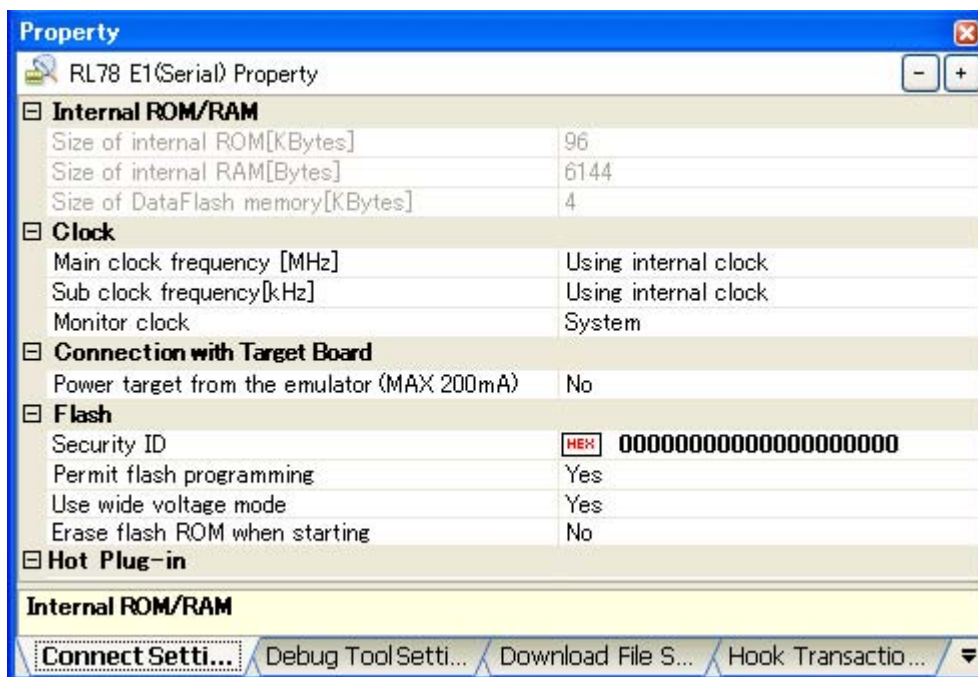 Property
RL78 E1(Serial) Property
Internal ROM/RAM
Size of internal ROM[KBytes] 96
Size of internal RAM[Bytes] 6144
Size of DataFlash memory[KBytes] 4
Clock
Main clock frequency [MHz] Using internal clock
Sub clock frequency[kHz] Using internal clock
Monitor clock System
Connection with Target Board
Power target from the emulator (MAX 200mA) No
Flash
Security ID HEX 00000000000000000000
Permit flash programming Yes
Use wide voltage mode Yes
Erase flash ROM when starting No
Hot Plug-in
Internal ROM/RAM
Connect Setti... Debug Tool Setti... Download File S... Hook Transactio...